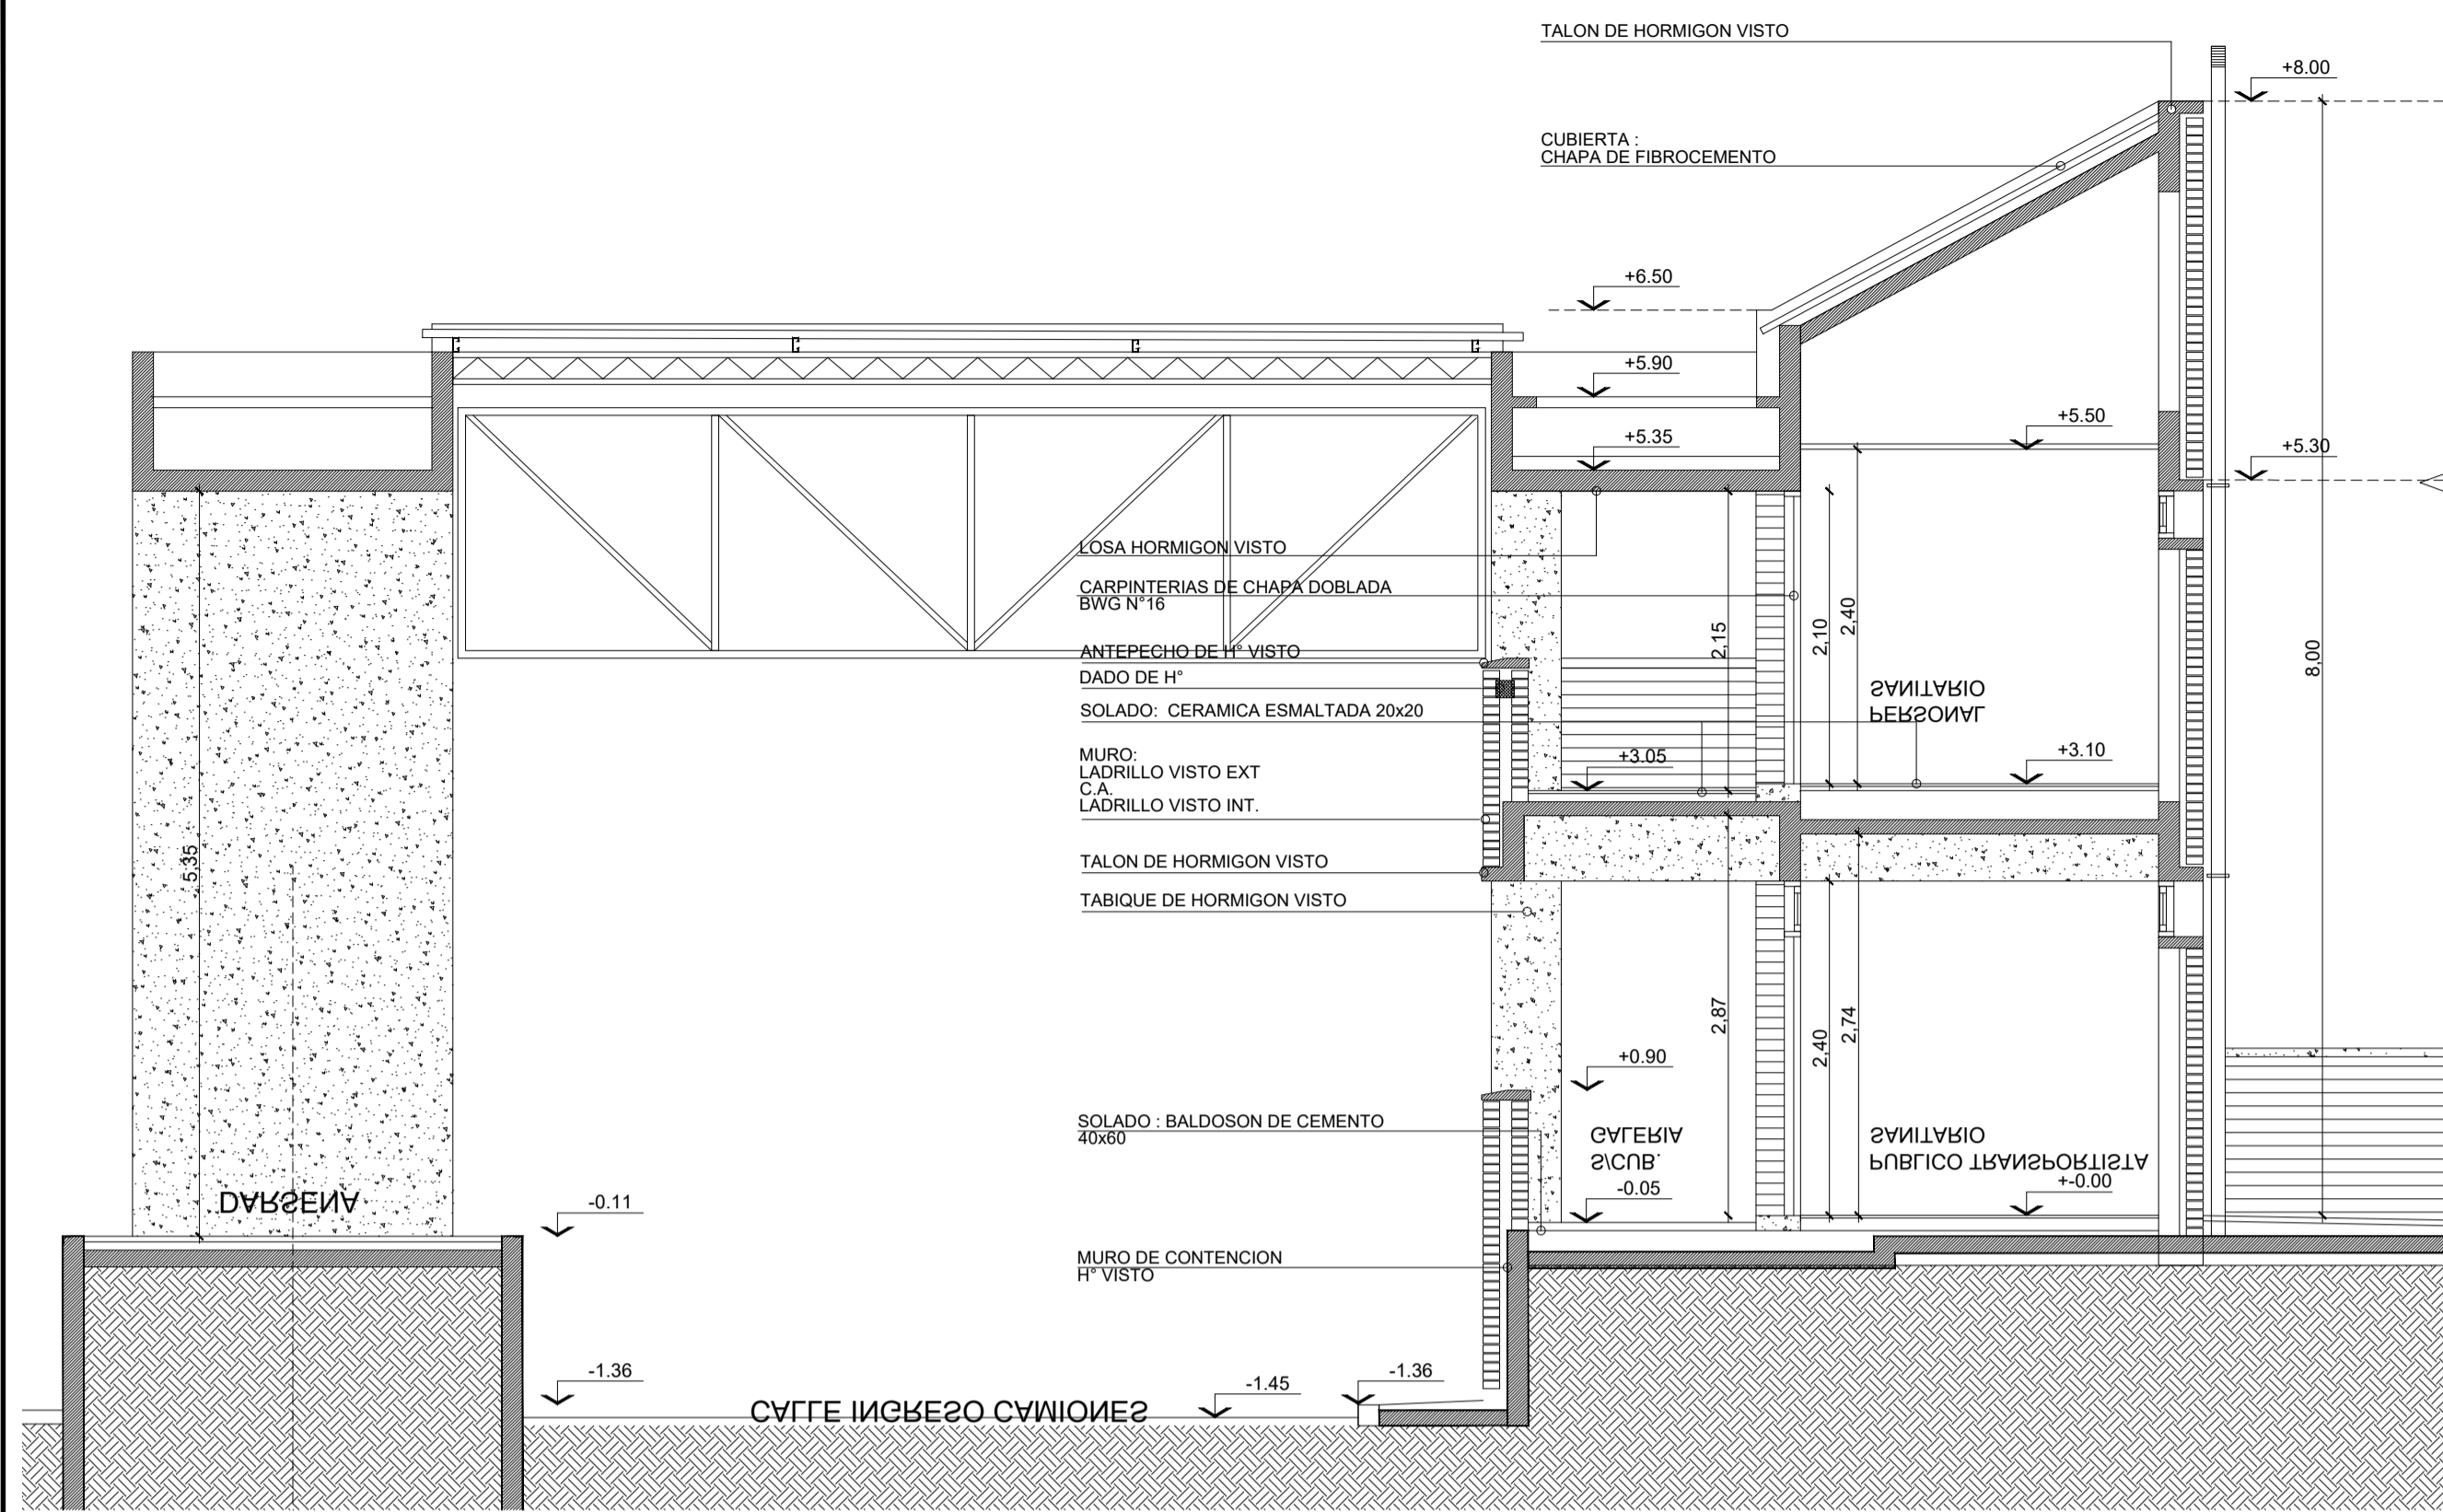 TALON DE HORMIGON VISTO
+8.00
CUBIERTA :
CHAPA DE FIBROCEMENTO
+6.50
+5.90
+5.50
+5.35
+5.30
LOSA HORMIGON VISTO
CARPINTERIAS DE CHAPA DOBLADA
BWG N°16
2,15
2,10
2,40
8,00
ANTEPECHO DE H° VISTO
DADO DE H°
SOLADO: CERAMICA ESMALTADA 20x20
SANITARIO
PERSONAL
MURO:
LADRILLO VISTO EXT
C.A.
LADRILLO VISTO INT.
+3.05
+3.10
TALON DE HORMIGON VISTO
5,35
TABIQUE DE HORMIGON VISTO
2,87
2,40
2,74
+0.90
SOLADO : BALDOSON DE CEMENTO
40x60
GALERIA
S/CUB.
-0.05
SANITARIO
PUBLICO TRANSPORTISTA
+-0.00
DARSENA
-0.11
MURO DE CONTENCION
H° VISTO
-1.36
CALLE INGRESO CAMIONES
-1.45
-1.36